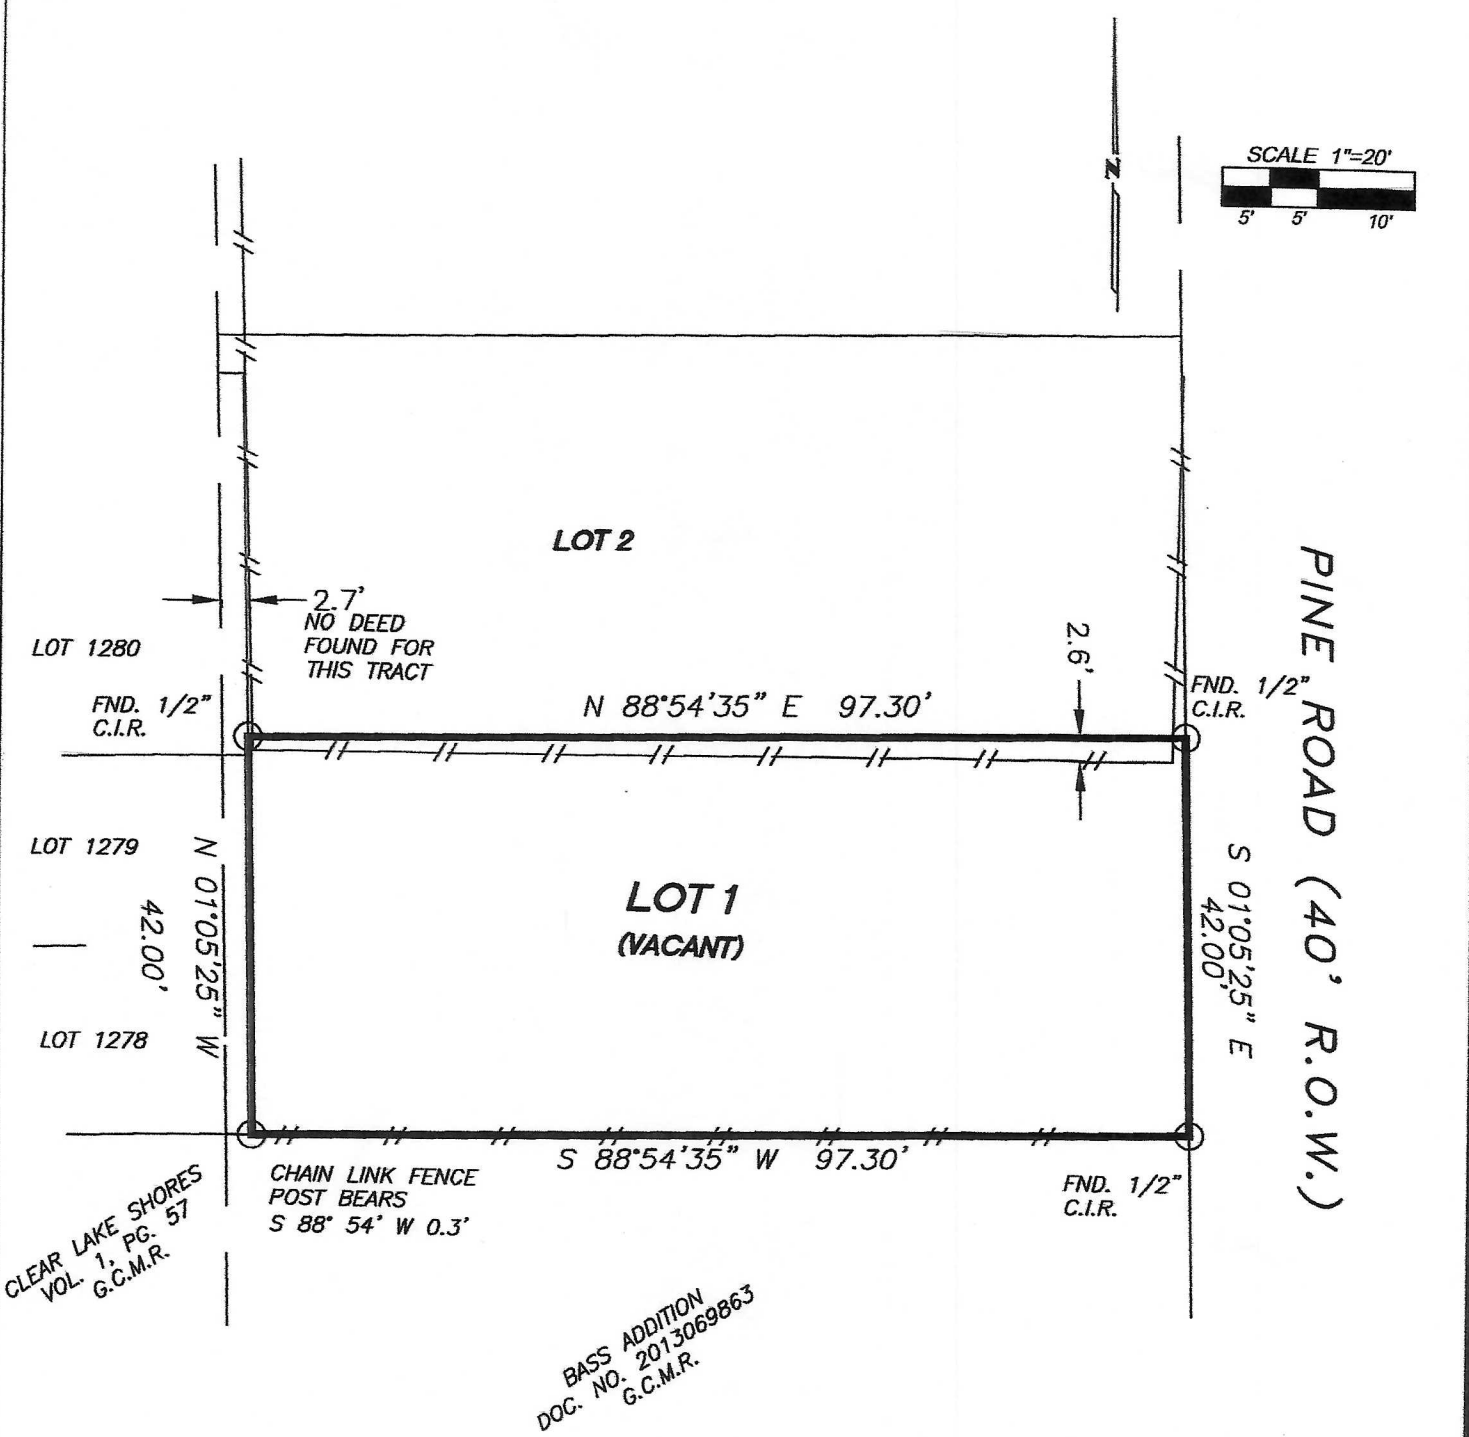 N
SCALE 1"=20'
5' 5' 10'
LOT 2
2.7'
NO DEED
FOUND FOR
THIS TRACT
LOT 1280
FND. 1/2"
C.I.R.
N 88°54'35" E 97.30'
2.6'
FND. 1/2"
C.I.R.
PINE ROAD (40' R.O.W.)
LOT 1279
N 01°05'25" W
42.00'
LOT 1
(VACANT)
S 01°05'25" E
42.00'
LOT 1278
S 88°54'35" W 97.30'
CHAIN LINK FENCE
POST BEARS
S 88° 54' W 0.3'
FND. 1/2"
C.I.R.
CLEAR LAKE SHORES
VOL. 1, PG. 57
G.C.M.R.
BASS ADDITION
DOC. NO. 2013069863
G.C.M.R.